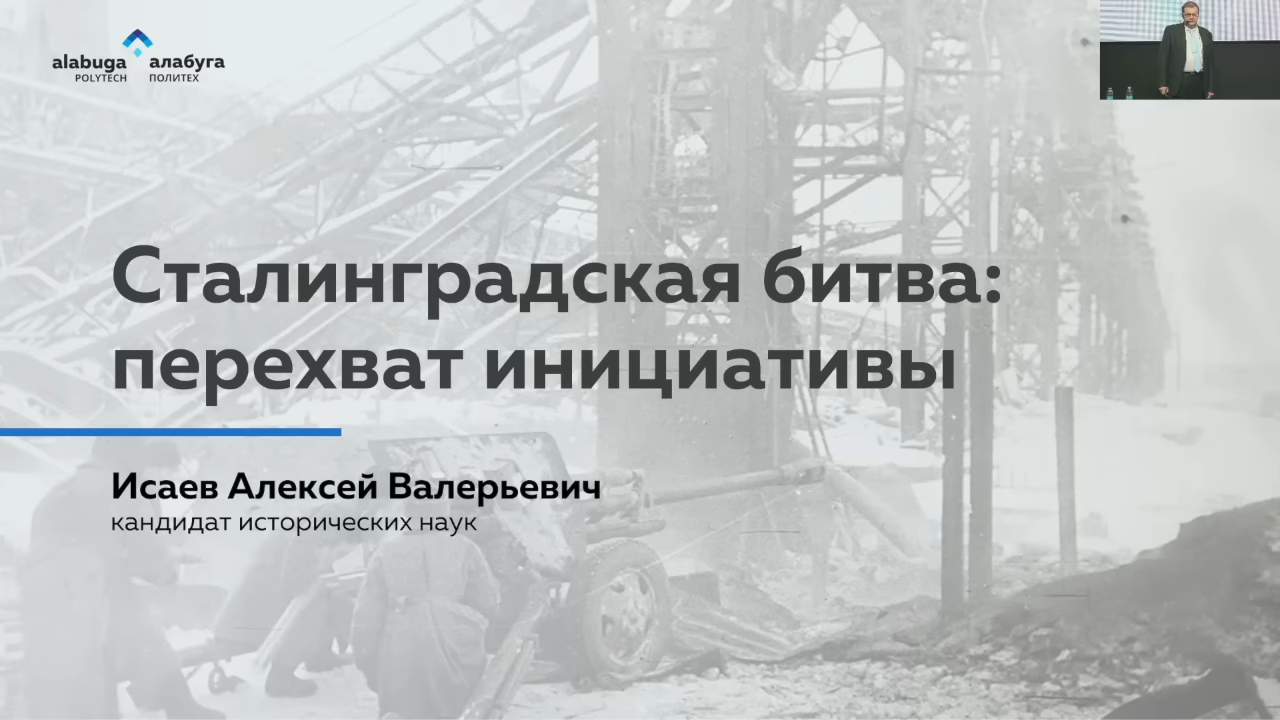 alabuga алабуга
POLYTECH ПОЛИТЕХ
Сталинградская битва:
перехват инициативы
Исаев Алексей Валерьевич
кандидат исторических наук